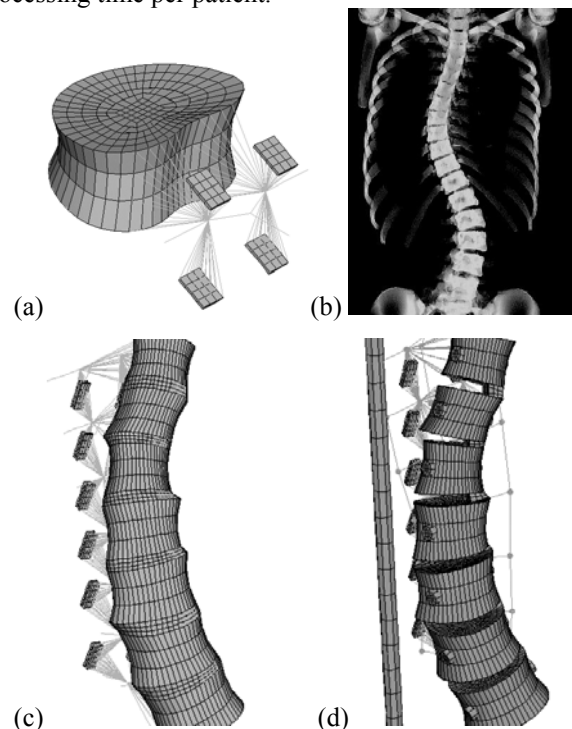 ocessing time per patient.
(a)
(b)
(c)
(d)